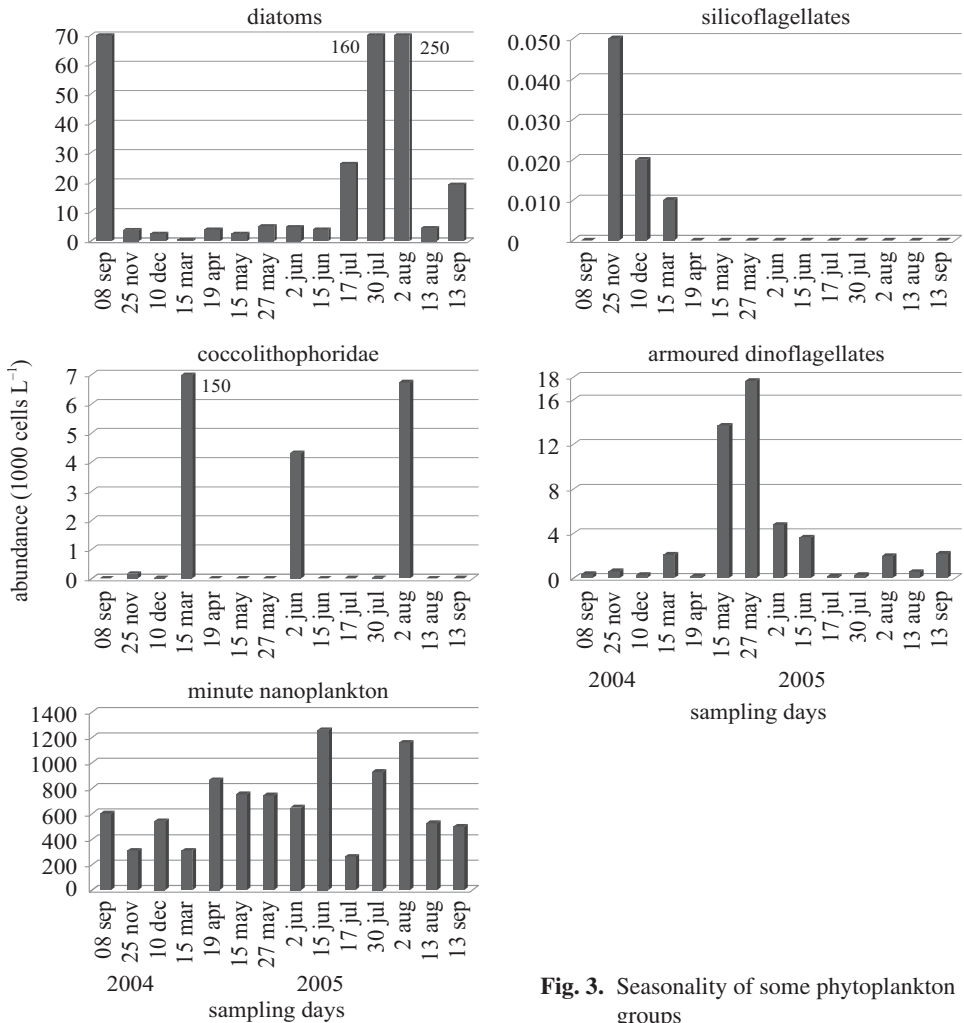 diatoms
70
60
50
40
30
20
10
0
160
250
08 sep
25 nov
10 dec
15 mar
19 apr
15 may
27 may
2 jun
15 jun
17 jul
30 jul
2 aug
13 aug
13 sep
silicoflagellates
0.050
0.040
0.030
0.020
0.010
0
08 sep
25 nov
10 dec
15 mar
19 apr
15 may
27 may
2 jun
15 jun
17 jul
30 jul
2 aug
13 aug
13 sep
abundance (1000 cells L⁻¹)
coccolithophoridae
7
6
5
4
3
2
1
0
150
08 sep
25 nov
10 dec
15 mar
19 apr
15 may
27 may
2 jun
15 jun
17 jul
30 jul
2 aug
13 aug
13 sep
armoured dinoflagellates
18
16
12
8
4
0
08 sep
25 nov
10 dec
15 mar
19 apr
15 may
27 may
2 jun
15 jun
17 jul
30 jul
2 aug
13 aug
13 sep
2004 2005
sampling days
minute nanoplankton
1400
1200
1000
800
600
400
200
0
08 sep
25 nov
10 dec
15 mar
19 apr
15 may
27 may
2 jun
15 jun
17 jul
30 jul
2 aug
13 aug
13 sep
2004 2005
sampling days
Fig. 3. Seasonality of some phytoplankton
groups